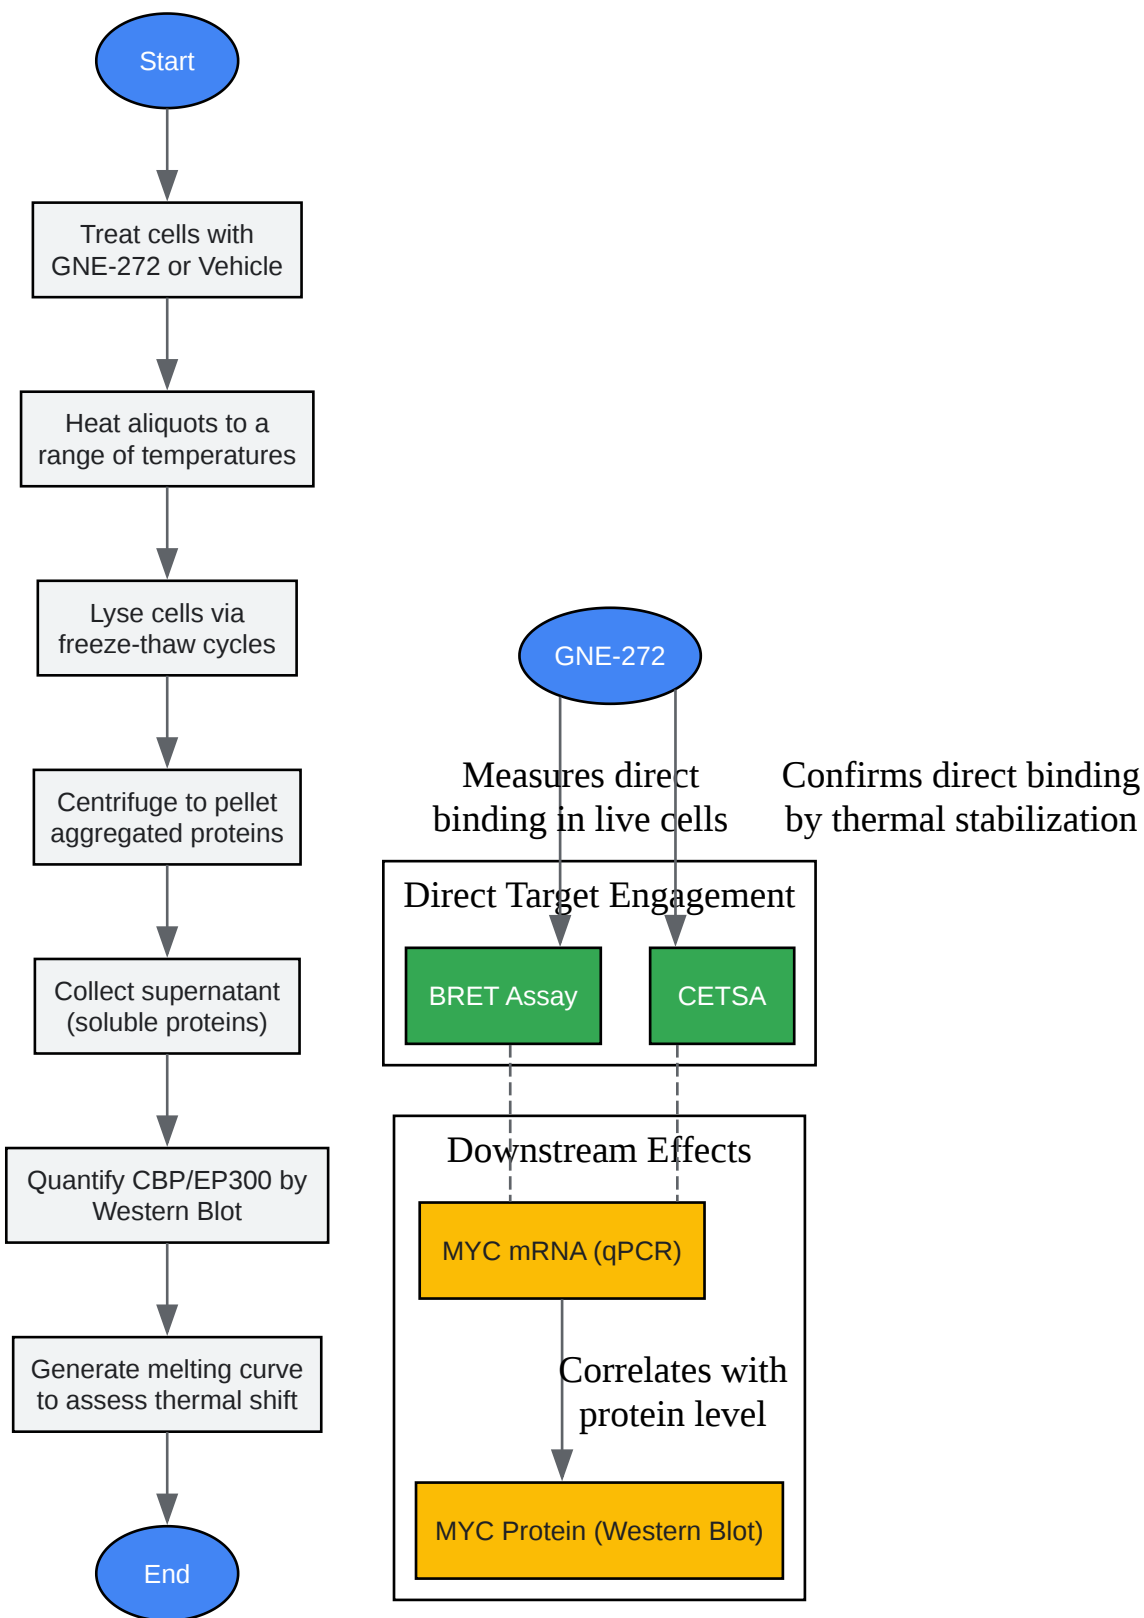 Start
Treat cells with
GNE-272 or Vehicle
Heat aliquots to a
range of temperatures
Lyse cells via
freeze-thaw cycles
Centrifuge to pellet
aggregated proteins
Collect supernatant
(soluble proteins)
Quantify CBP/EP300 by
Western Blot
Generate melting curve
to assess thermal shift
End
GNE-272
Measures direct
binding in live cells
Confirms direct binding
by thermal stabilization
Direct Target Engagement
BRET Assay
CETSA
Downstream Effects
MYC mRNA (qPCR)
Correlates with
protein level
MYC Protein (Western Blot)